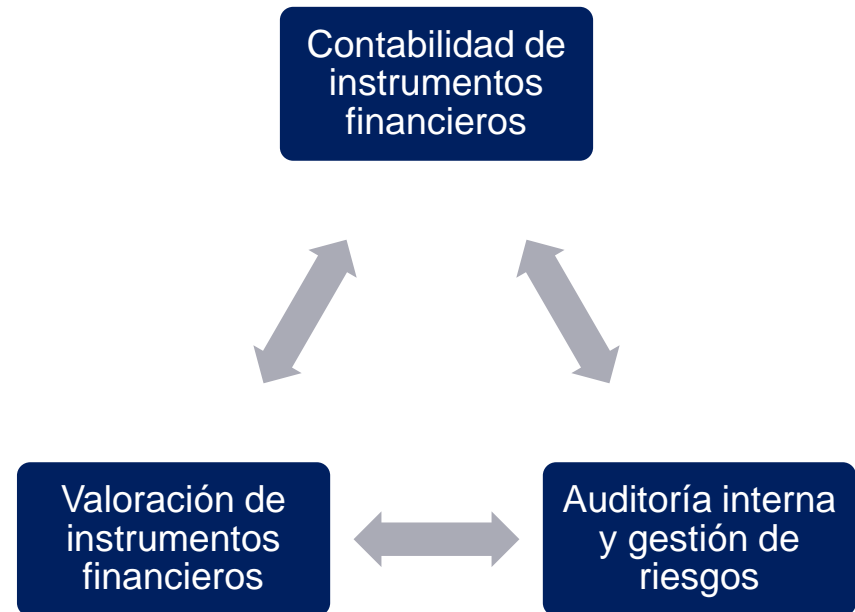 Contabilidad de
instrumentos
financieros
Valoración de
instrumentos
financieros
Auditoría interna
y gestión de
riesgos